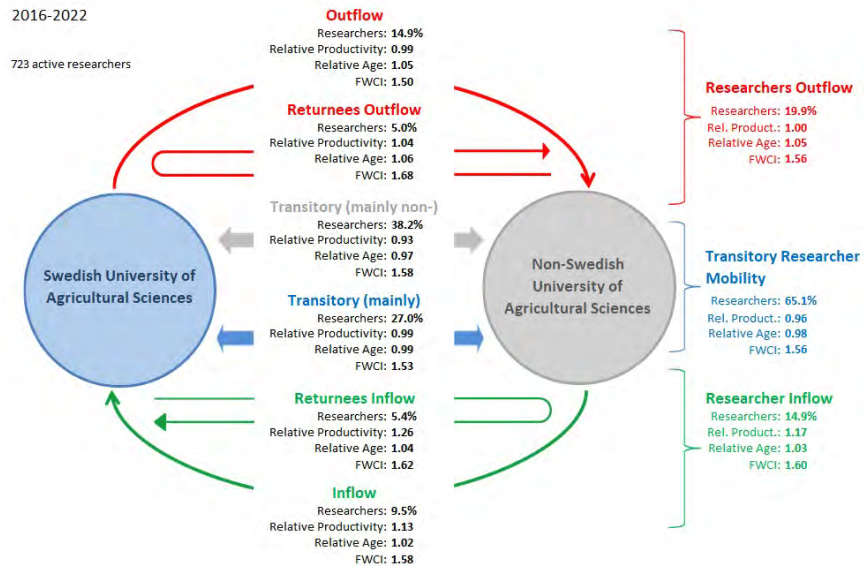 2016-2022
723 active researchers
Outflow
Researchers: 14.9%
Relative Productivity: 0.99
Relative Age: 1.05
FWCI: 1.50
Returnees Outflow
Researchers: 5.0%
Relative Productivity: 1.04
Relative Age: 1.06
FWCI: 1.68
Transitory (mainly non-)
Researchers: 38.2%
Relative Productivity: 0.93
Relative Age: 0.97
FWCI: 1.58
Transitory (mainly)
Researchers: 27.0%
Relative Productivity: 0.99
Relative Age: 0.99
FWCI: 1.53
Returnees Inflow
Researchers: 5.4%
Relative Productivity: 1.26
Relative Age: 1.04
FWCI: 1.62
Inflow
Researchers: 9.5%
Relative Productivity: 1.13
Relative Age: 1.02
FWCI: 1.58
Swedish University of
Agricultural Sciences
Non-Swedish
University of
Agricultural Sciences
Researchers Outflow
Researchers: 19.9%
Rel. Product.: 1.00
Relative Age: 1.05
FWCI: 1.56
Transitory Researcher
Mobility
Researchers: 65.1%
Rel. Product.: 0.96
Relative Age: 0.98
FWCI: 1.56
Researcher Inflow
Researchers: 14.9%
Rel. Product.: 1.17
Relative Age: 1.03
FWCI: 1.60